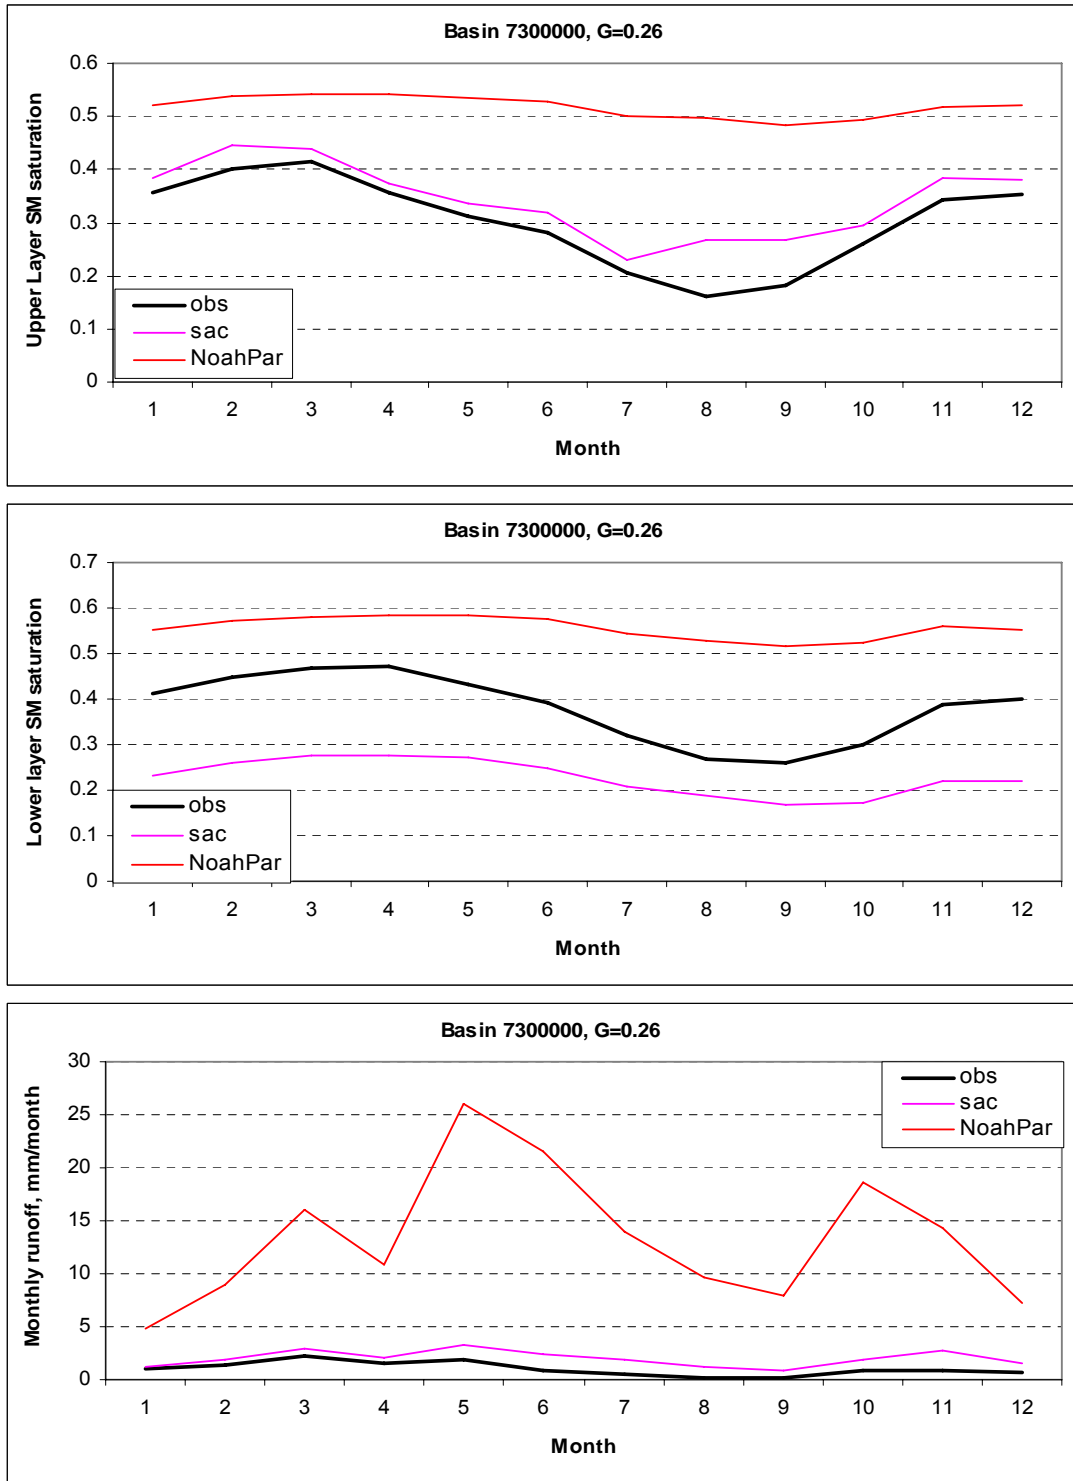 Basin 7300000, G=0.26
Upper Layer SM saturation
0.6
0.5
0.4
0.3
0.2
0.1
0
obs
sac
NoahPar
1 2 3 4 5 6 7 8 9 10 11 12
Month
Basin 7300000, G=0.26
Lower layer SM saturation
0.7
0.6
0.5
0.4
0.3
0.2
0.1
0
obs
sac
NoahPar
1 2 3 4 5 6 7 8 9 10 11 12
Month
Basin 7300000, G=0.26
Monthly runoff, mm/month
30
25
20
15
10
5
0
obs
sac
NoahPar
1 2 3 4 5 6 7 8 9 10 11 12
Month